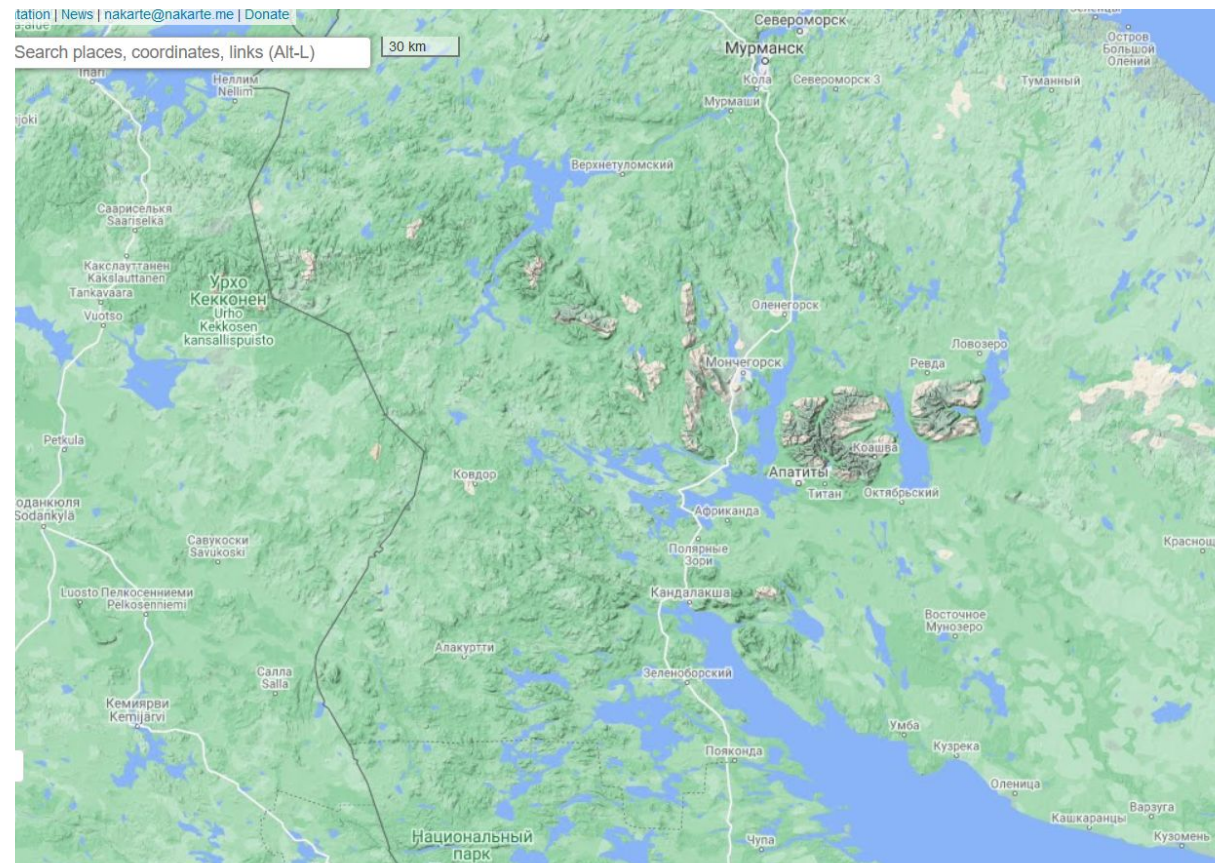 tation | News | nakarte@nakarte.me | Donate
Search places, coordinates, links (Alt-L)
30 km
Североморск
Мурманск
Остров
Большой
Олений
Inari
Неллим
Nellim
Кола
Североморск 3
Туманный
Мурмаши
njoki
Верхнетуломский
Саариселькя
Saariselkä
Какслауттанен
Kakslauttanen
Tankavaara
Урхо
Кекконен
Urho
Kekkosen
kansallispuisto
Vuotso
Оленегорск
Ловозеро
Мончегорск
Ревда
Petkula
Коашва
Ковдор
Апатиты
Титан
Октябрьский
оданкюля
Sodankylä
Африканда
Савукоски
Savukoski
Полярные
Зори
Краснощ
Luosto
Пелкосенниеми
Pelkosenniemi
Кандалакша
Восточное
Мунозеро
Алакуртти
Салла
Salla
Зеленоборский
Кемиярви
Kemijärvi
Умба
Пояконда
Кузрека
Оленица
Варзуга
Кашкаранцы
Национальный
парк
Чупа
Кузомень